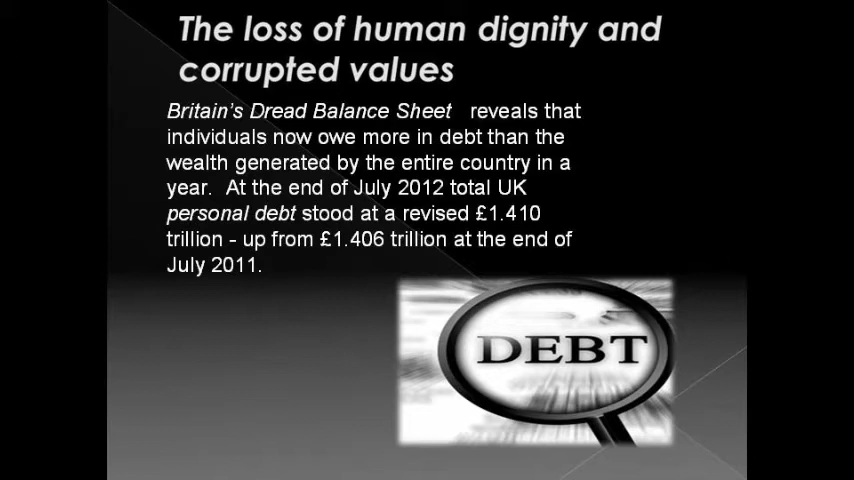 The loss of human dignity and
corrupted values
Britain's Dread Balance Sheet reveals that
individuals now owe more in debt than the
wealth generated by the entire country in a
year. At the end of July 2012 total UK
personal debt stood at a revised £1.410
trillion - up from £1.406 trillion at the end of
July 2011.
DEBT